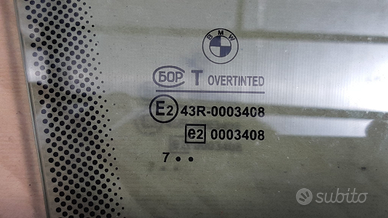 BMW
БОР T OVERTINTED
E2 43R-0003408
e2 0003408
7 • •
subito